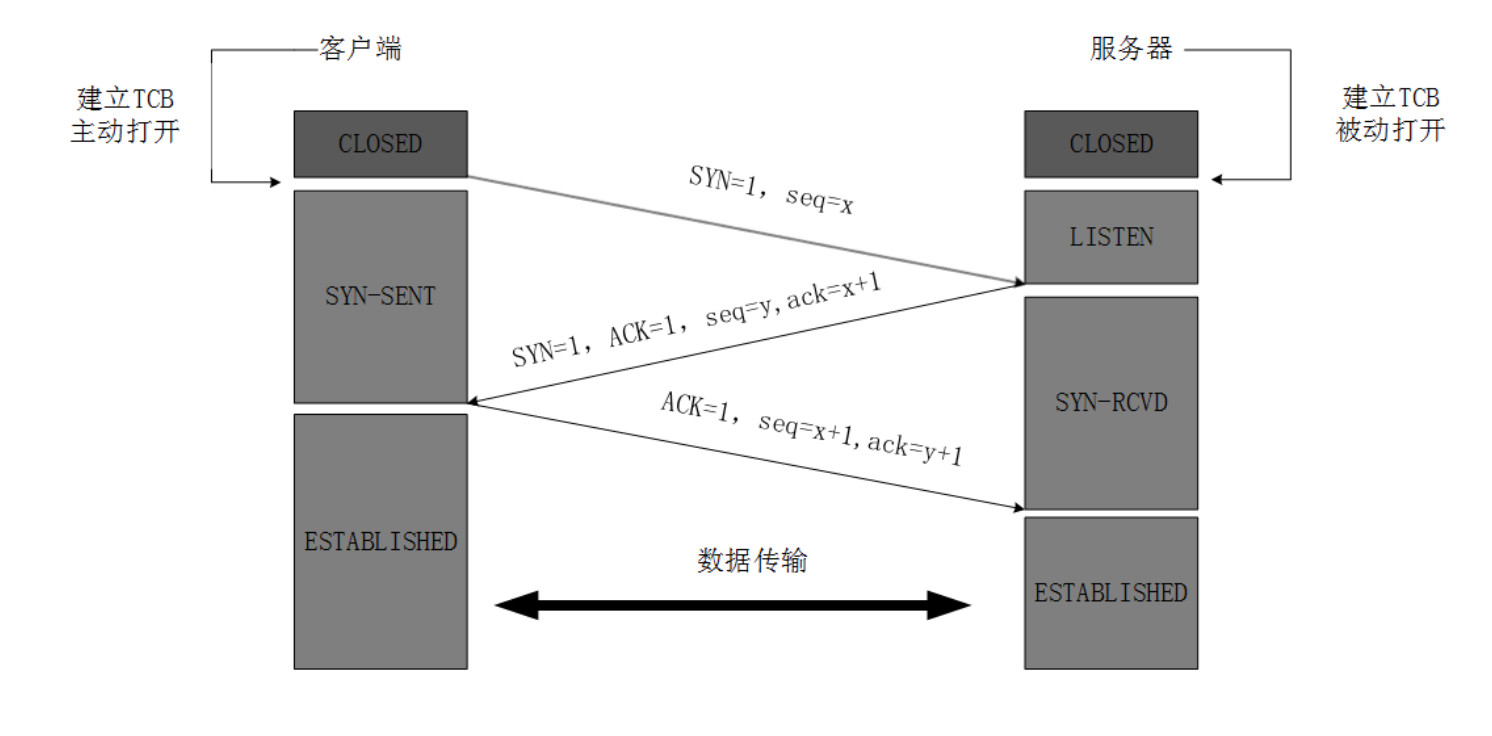 客户端
服务器
建立TCB
主动打开
建立TCB
被动打开
CLOSED
CLOSED
SYN=1, seq=x
LISTEN
SYN-SENT
SYN=1, ACK=1, seq=y,ack=x+1
ACK=1, seq=x+1,ack=y+1
SYN-RCVD
ESTABLISHED
数据传输
ESTABLISHED